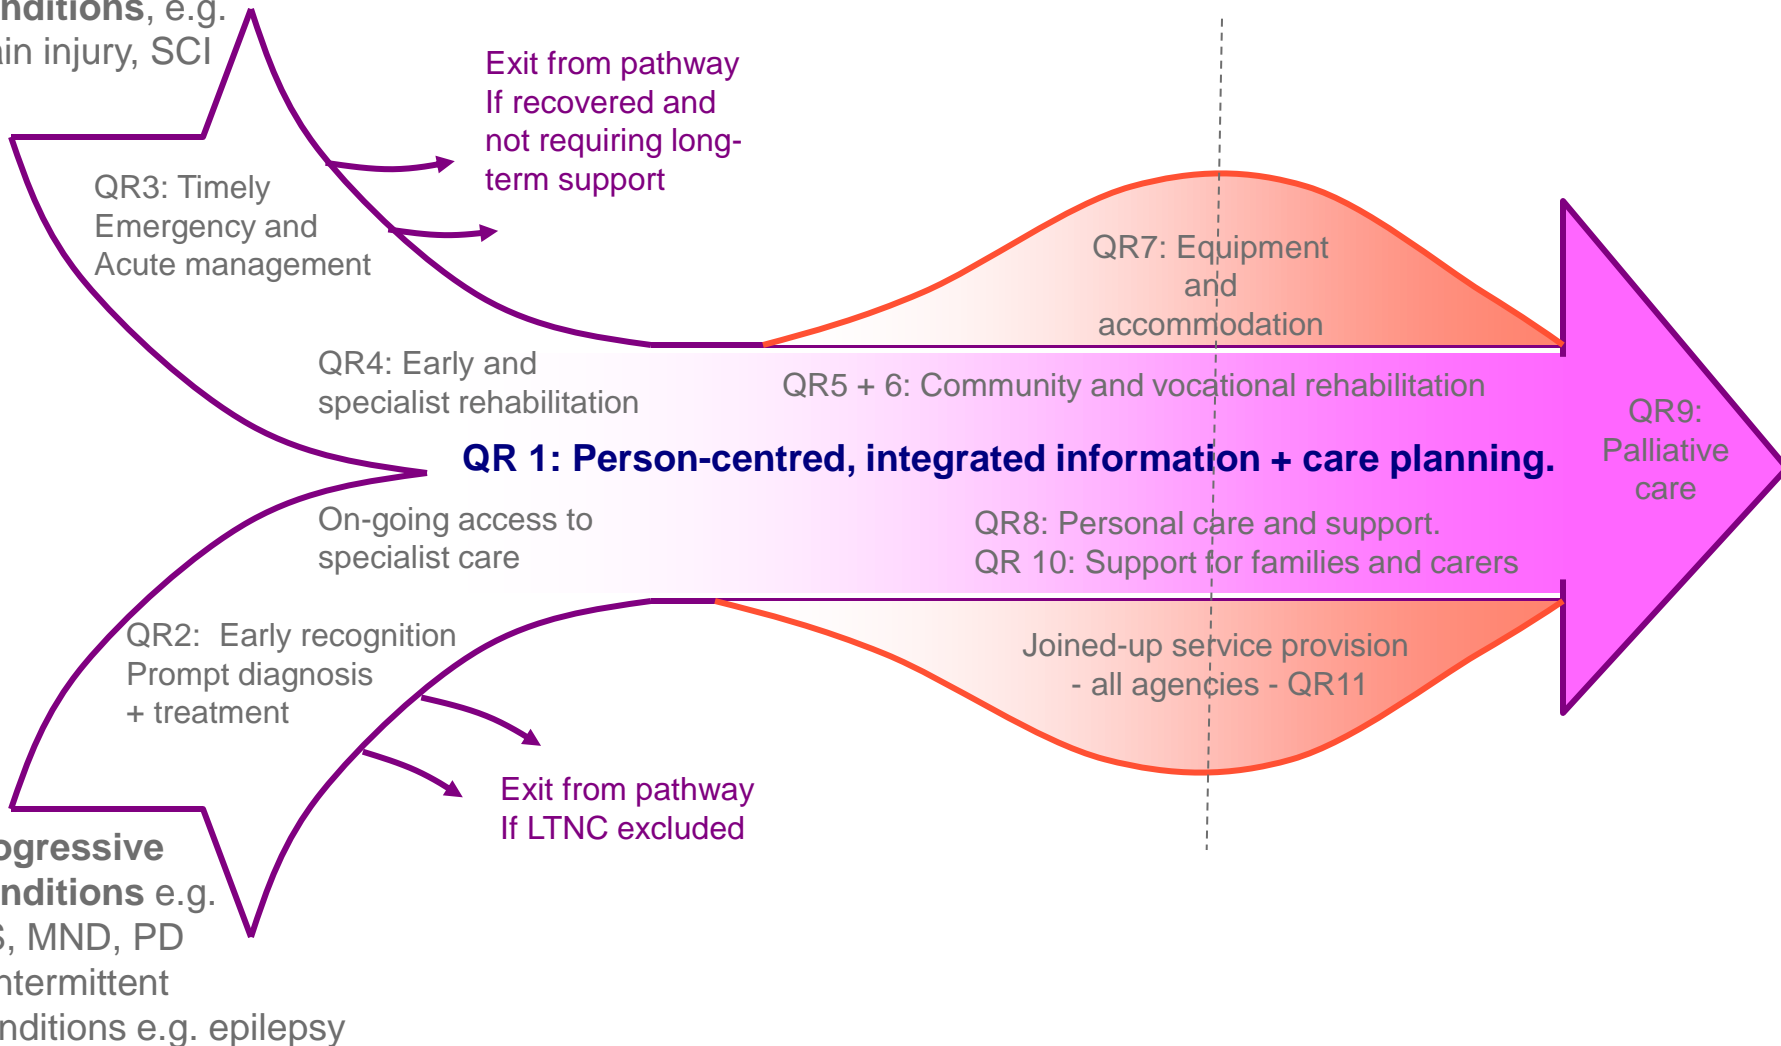 nditions, e.g.
in injury, SCI
Exit from pathway
If recovered and
not requiring long-
term support
QR3: Timely
Emergency and
Acute management
QR7: Equipment
and
accommodation
QR4: Early and
specialist rehabilitation
QR5 + 6: Community and vocational rehabilitation
QR 1: Person-centred, integrated information + care planning.
QR9:
Palliative
care
On-going access to
specialist care
QR8: Personal care and support.
QR 10: Support for families and carers
QR2: Early recognition
Prompt diagnosis
+ treatment
Joined-up service provision
- all agencies - QR11
Exit from pathway
If LTNC excluded
ogressive
nditions e.g.
S, MND, PD
ntermittent
nditions e.g. epilepsy